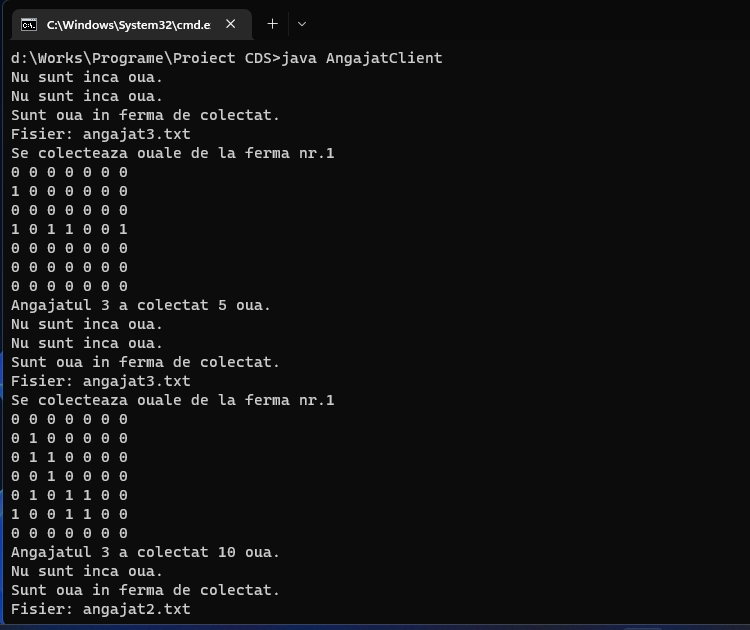 C:\Windows\System32\cmd.e
d:\Works\Programe\Proiect CDS>java AngajatClient
Nu sunt inca oua.
Nu sunt inca oua.
Sunt oua in ferma de colectat.
Fisier: angajat3.txt
Se colecteaza ouale de la ferma nr.1
0 0 0 0 0 0 0
1 0 0 0 0 0 0
0 0 0 0 0 0 0
1 0 1 1 0 0 1
0 0 0 0 0 0 0
0 0 0 0 0 0 0
0 0 0 0 0 0 0
Angajatul 3 a colectat 5 oua.
Nu sunt inca oua.
Nu sunt inca oua.
Sunt oua in ferma de colectat.
Fisier: angajat3.txt
Se colecteaza ouale de la ferma nr.1
0 0 0 0 0 0 0
0 1 0 0 0 0 0
0 1 1 0 0 0 0
0 0 1 0 0 0 0
0 1 0 1 1 0 0
1 0 0 1 1 0 0
0 0 0 0 0 0 0
Angajatul 3 a colectat 10 oua.
Nu sunt inca oua.
Sunt oua in ferma de colectat.
Fisier: angajat2.txt